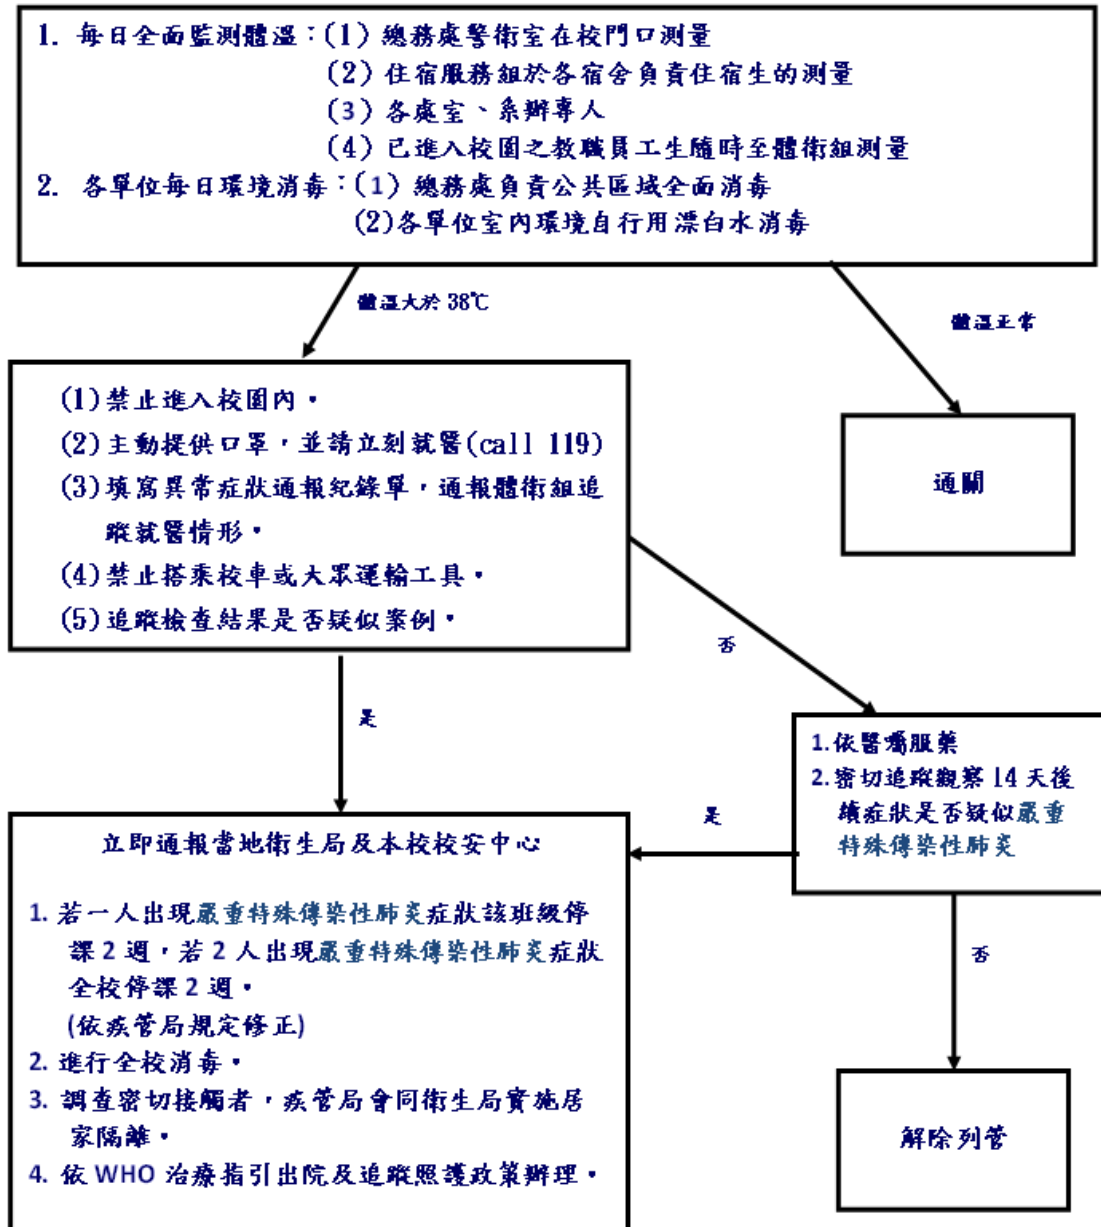 1. 每日全面監測體溫：(1) 總務處警衛室在校門口測量
(2) 住宿服務組於各宿舍負責住宿生的測量
(3) 各處室、系辦專人
(4) 已進入校園之教職員工生隨時至體衛組測量
2. 各單位每日環境消毒：(1) 總務處負責公共區域全面消毒
(2)各單位室內環境自行用漂白水消毒
體溫大於 38℃
體溫正常
(1)禁止進入校園內。
(2)主動提供口罩，並請立刻就醫(call 119)
(3)填寫異常症狀通報紀錄單，通報體衛組追
蹤就醫情形。
(4)禁止搭乘校車或大眾運輸工具。
(5)追蹤檢查結果是否疑似案例。
通關
否
是
1.依醫囑服藥
2.密切追蹤觀察 14 天後
續症狀是否疑似嚴重
特殊傳染性肺炎
是
立即通報當地衛生局及本校校安中心
1. 若一人出現嚴重特殊傳染性肺炎症狀該班級停
課 2 週，若 2 人出現嚴重特殊傳染性肺炎症狀
全校停課 2 週。
(依疾管局規定修正)
2. 進行全校消毒。
3. 調查密切接觸者，疾管局會同衛生局實施居
家隔離。
4. 依 WHO 治療指引出院及追蹤照護政策辦理。
否
解除列管